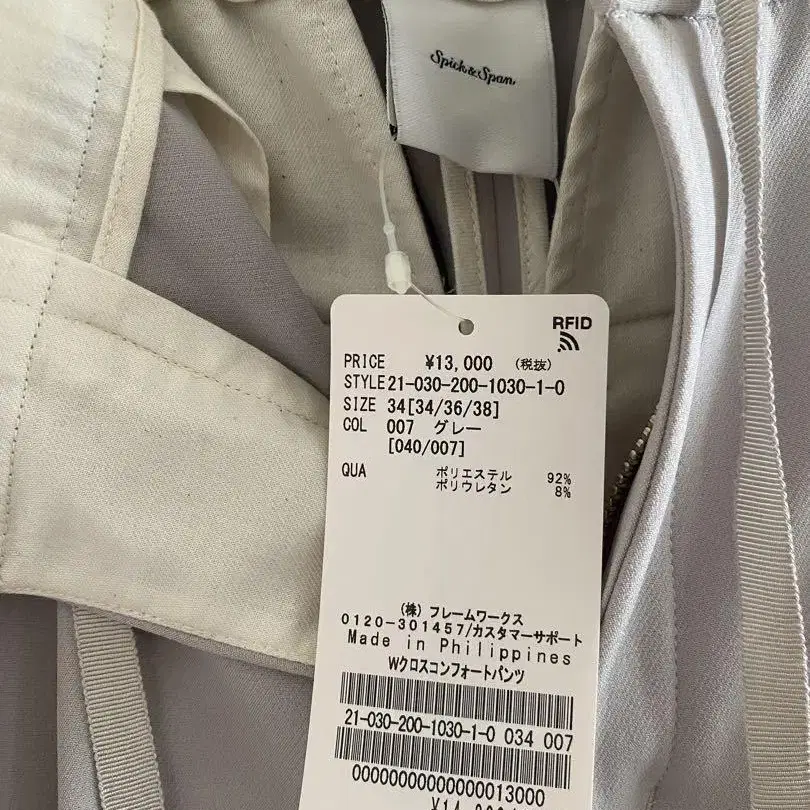 Spick & Span
RFID
PRICE ¥13,000 (税抜)
STYLE 21-030-200-1030-1-0
SIZE 34[34/36/38]
COL 007 グレー
[040/007]
QUA ポリエステル 92%
ポリウレタン 8%
(株)フレームワークス
0120-301457/カスタマーサポート
Made in Philippines
Wクロスコンフォートパンツ
21-030-200-1030-1-0 034 007